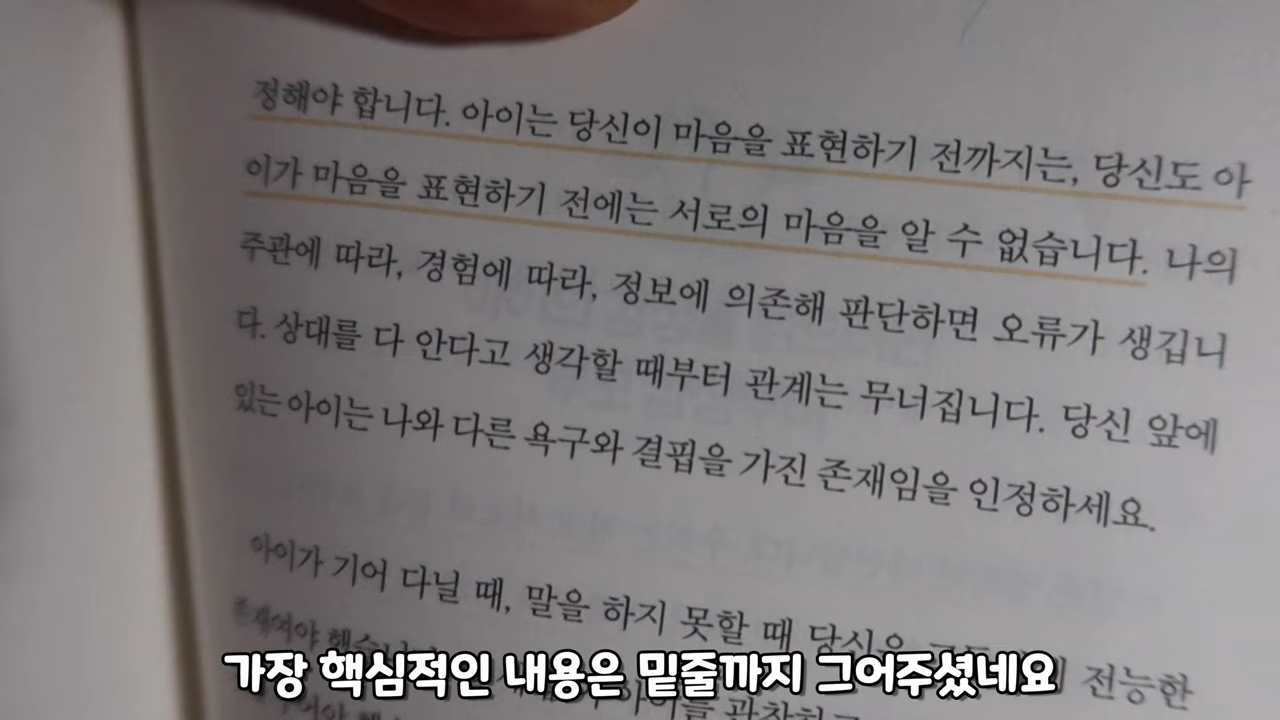 정해야 합니다. 아이는 당신이 마음을 표현하기 전까지는, 당신도 아
이가 마음을 표현하기 전에는 서로의 마음을 알 수 없습니다. 나의
주관에 따라, 경험에 따라, 정보에 의존해 판단하면 오류가 생깁니
다. 상대를 다 안다고 생각할 때부터 관계는 무너집니다. 당신 앞에
있는 아이는 나와 다른 욕구와 결핍을 가진 존재임을 인정하세요.
아이가 기어 다닐 때, 말을 하지 못할 때 당신은 전능한
가장 핵심적인 내용은 밑줄까지 그어주셨네요